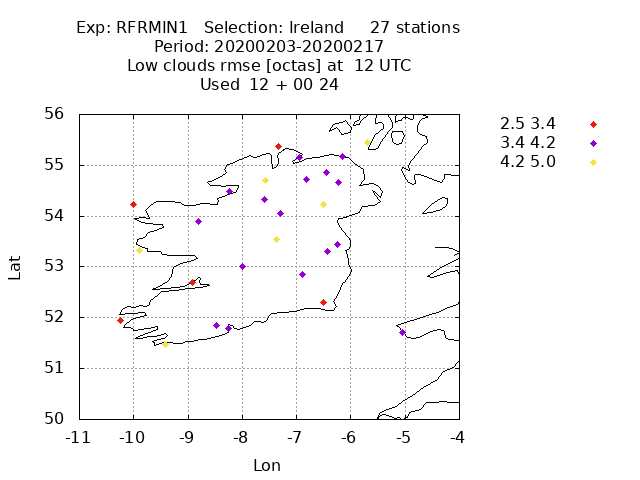 Exp: RFRMIN1 Selection: Ireland 27 stations
Period: 20200203-20200217
Low clouds rmse [octas] at 12 UTC
Used 12 + 00 24
2.5 3.4
3.4 4.2
4.2 5.0
56
55
54
53
52
51
50
Lat
-11 -10 -9 -8 -7 -6 -5 -4
Lon